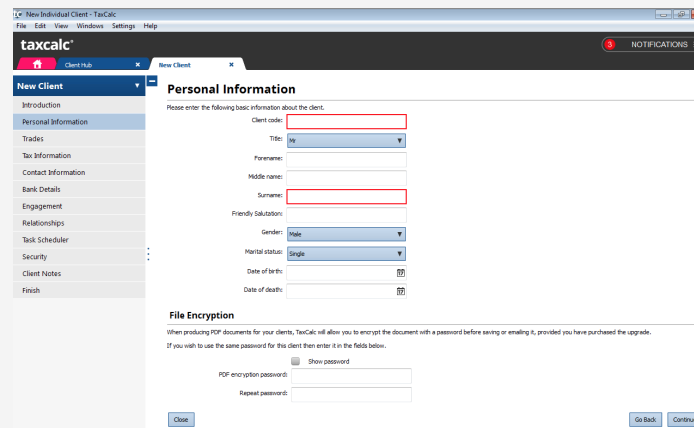 New Individual Client - TaxCalc
File Edit View Windows Settings Help
taxcalc
3 NOTIFICATIONS
Client Hub × New Client ×
New Client
Introduction
Personal Information
Trades
Tax Information
Contact Information
Bank Details
Engagement
Relationships
Task Scheduler
Security
Client Notes
Finish
Personal Information
Please enter the following basic information about the client.
Client code:
Title: Mr
Forename:
Middle name:
Surname:
Friendly Salutation:
Gender: Male
Marital status: Single
Date of birth:
Date of death:
File Encryption
When producing PDF documents for your clients, TaxCalc will allow you to encrypt the document with a password before saving or emailing it, provided you have purchased the upgrade.
If you wish to use the same password for this client then enter it in the fields below.
Show password
PDF encryption password:
Repeat password:
Close Go Back Continu